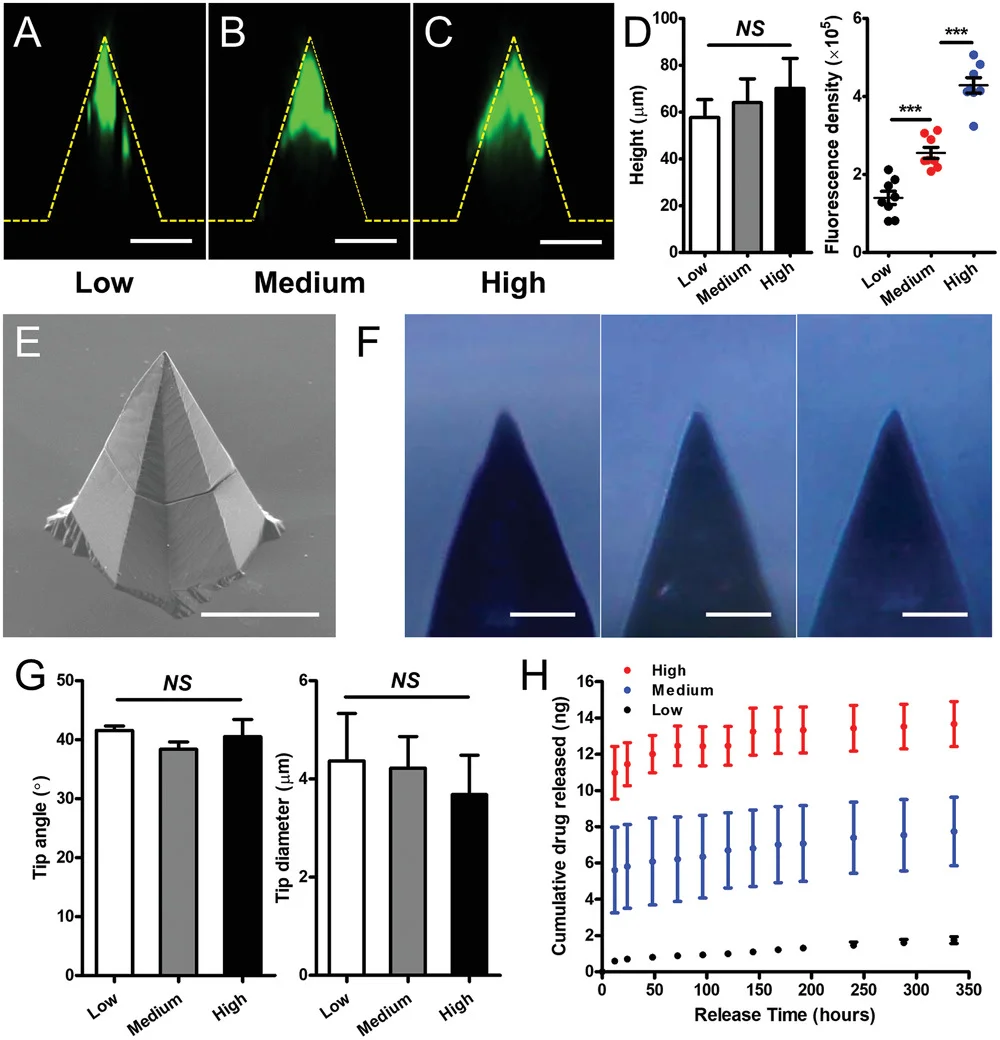 A
B
C
Low
Medium
High
D
NS
Height (μm)
100
80
60
40
20
0
Low
Medium
High
***
***
Fluorescence density (×10⁵)
6
4
2
0
Low
Medium
High
E
F
G
NS
Tip angle (°)
50
40
30
20
10
0
Low
Medium
High
NS
Tip diameter (μm)
6
4
2
0
Low
Medium
High
H
High
Medium
Low
Cumulative drug released (ng)
16
14
12
10
8
6
4
2
0
0 50 100 150 200 250 300 350
Release Time (hours)